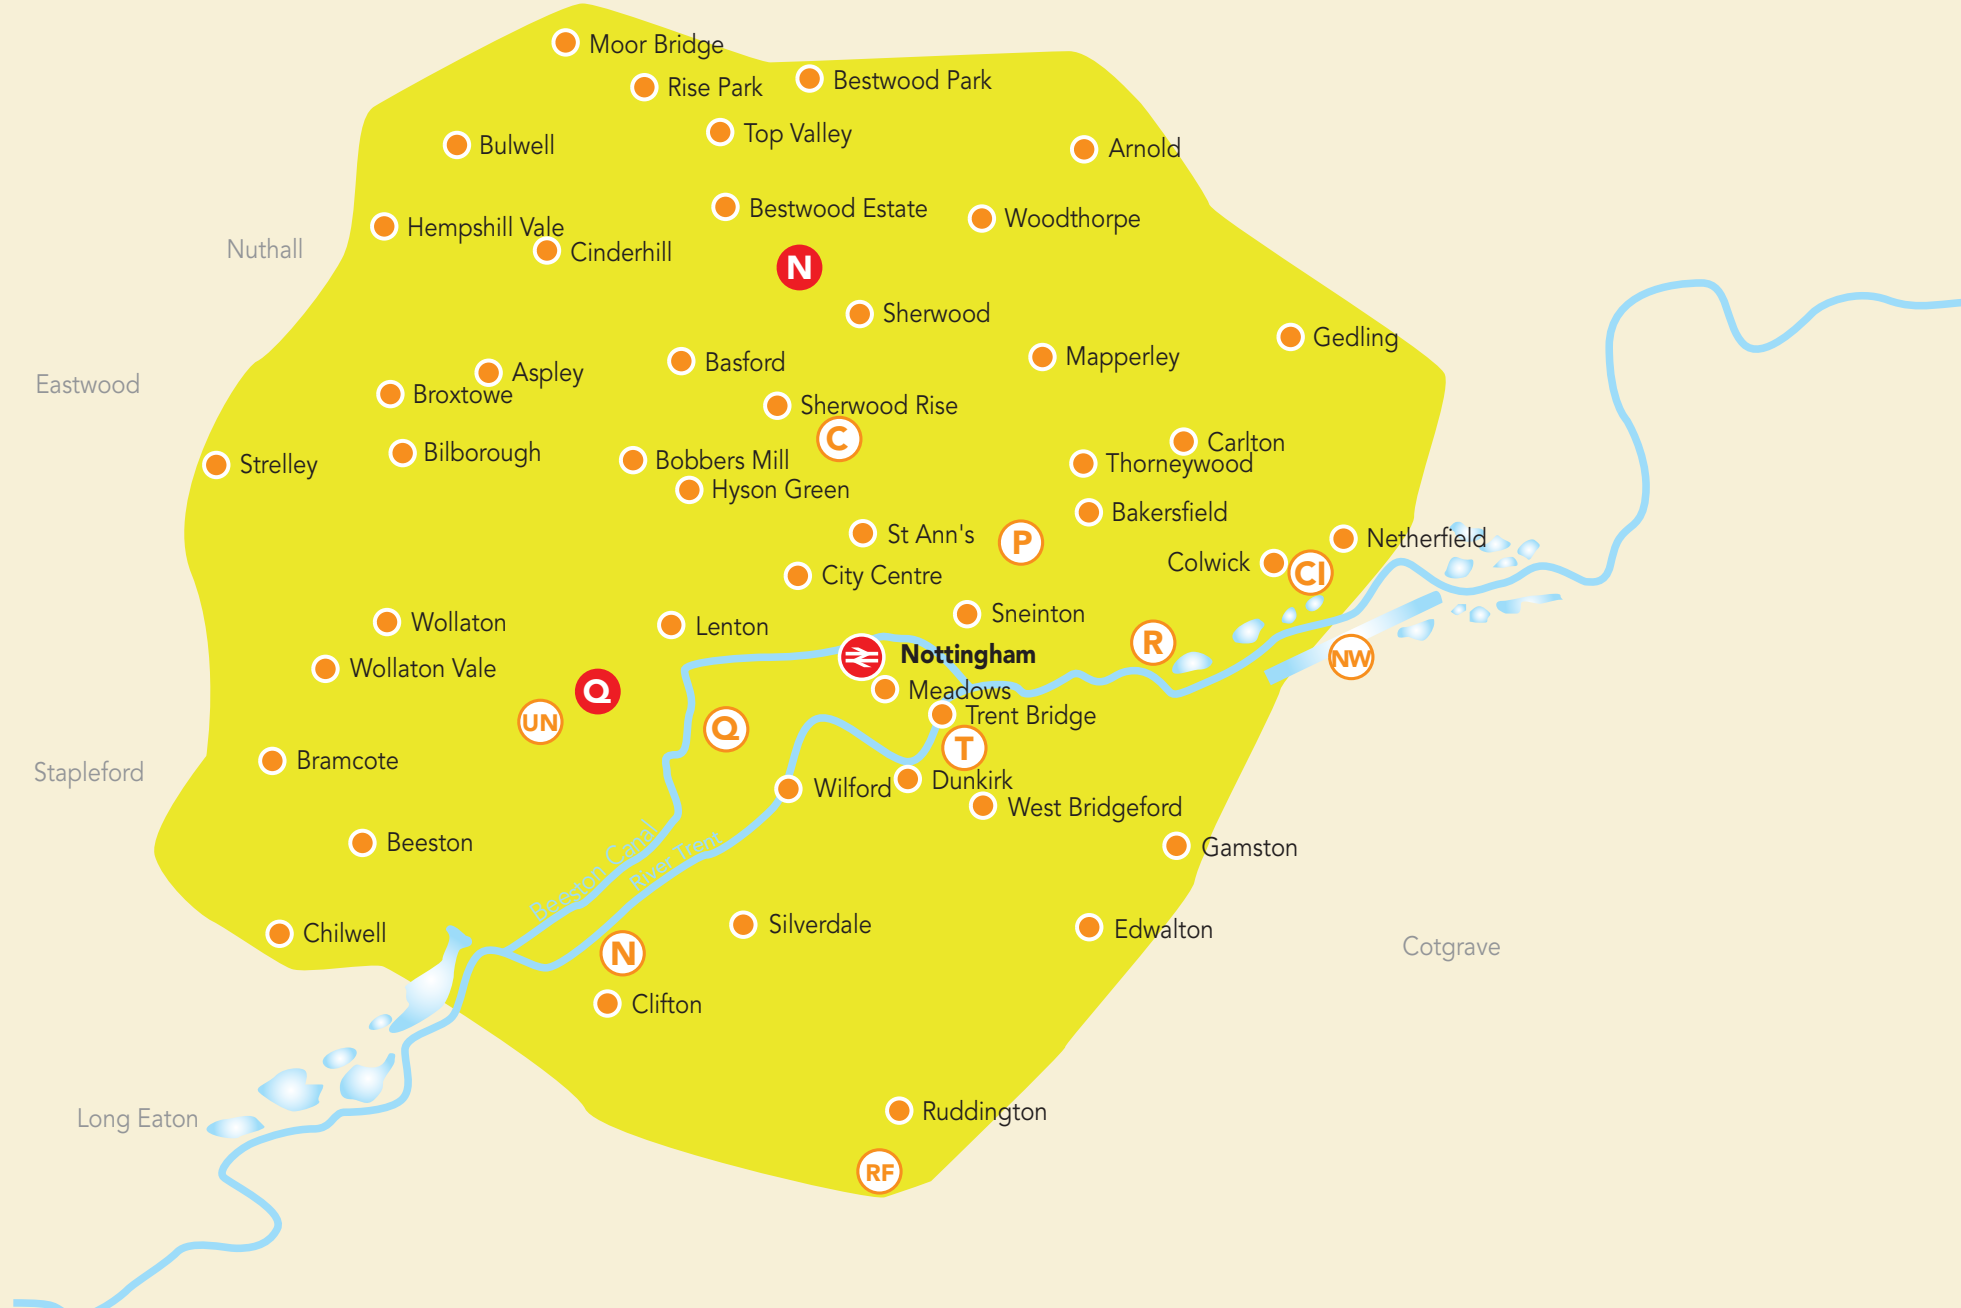 Moor Bridge
Rise Park
Bestwood Park
Top Valley
Bulwell
Arnold
Bestwood Estate
Woodthorpe
Hempshill Vale
Nuthall
Cinderhill
N
Sherwood
Gedling
Mapperley
Basford
Aspley
Eastwood
Broxtowe
Sherwood Rise
C
Carlton
Bilborough
Bobbers Mill
Thorneywood
Strelley
Hyson Green
Bakersfield
St Ann's
P
Netherfield
Colwick
CI
City Centre
Sneinton
Wollaton
Lenton
R
Nottingham
NW
Wollaton Vale
Q
Meadows
Trent Bridge
UN
Q
T
Bramcote
Stapleford
Dunkirk
Wilford
West Bridgeford
Beeston
Gamston
Beeston Canal
River Trent
Silverdale
Edwalton
Chilwell
Cotgrave
N
Clifton
Ruddington
Long Eaton
RF